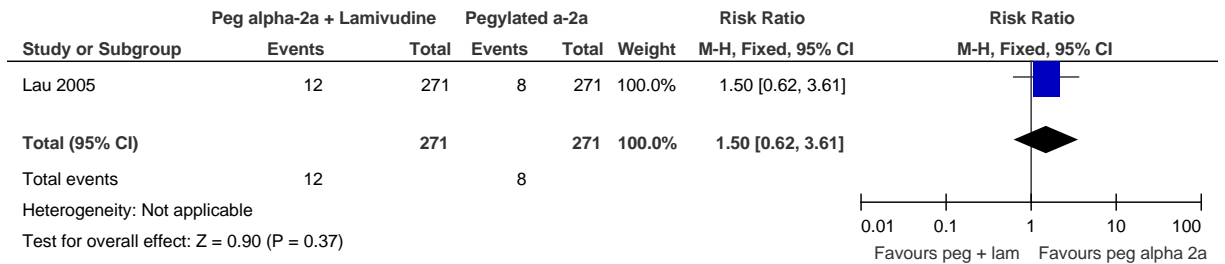 Peg alpha-2a + Lamivudine Pegylated a-2a Risk Ratio Risk Ratio
Study or Subgroup Events Total Events Total Weight M-H, Fixed, 95% CI M-H, Fixed, 95% CI
Lau 2005 12 271 8 271 100.0% 1.50 [0.62, 3.61]
Total (95% CI) 271 271 100.0% 1.50 [0.62, 3.61]
Total events 12 8
Heterogeneity: Not applicable
Test for overall effect: Z = 0.90 (P = 0.37)
0.01 0.1 1 10 100
Favours peg + lam Favours peg alpha 2a